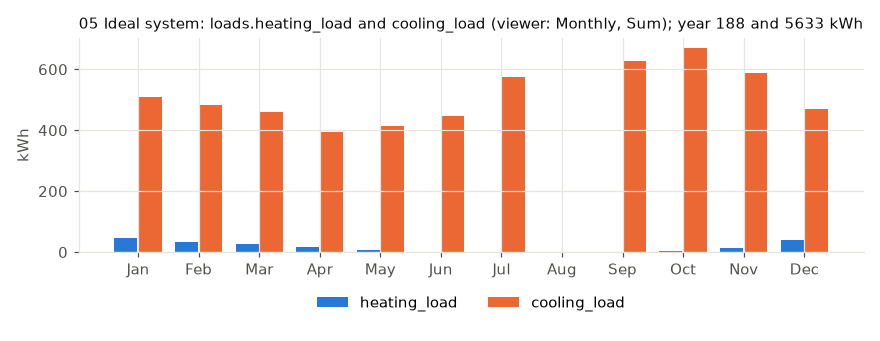 05 Ideal system: loads.heating_load and cooling_load (viewer: Monthly, Sum); year 188 and 5633 kWh
kWh
600
400
200
0
Jan Feb Mar Apr May Jun Jul Aug Sep Oct Nov Dec
heating_load cooling_load